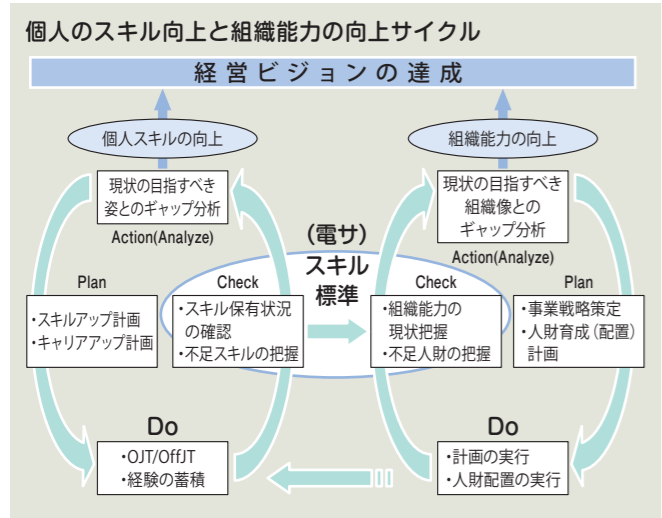 個人のスキル向上と組織能力の向上サイクル
経営ビジョンの達成
個人スキルの向上
組織能力の向上
現状の目指すべき
姿とのギャップ分析
Action(Analyze)
現状の目指すべき
組織像との
ギャップ分析
Action(Analyze)
(電サ)
スキル
標準
Plan
・スキルアップ計画
・キャリアアップ計画
Check
・スキル保有状況
の確認
・不足スキルの把握
Check
・組織能力の
現状把握
・不足人財の把握
Plan
・事業戦略策定
・人財育成(配置)
計画
Do
・OJT/OffJT
・経験の蓄積
Do
・計画の実行
・人財配置の実行